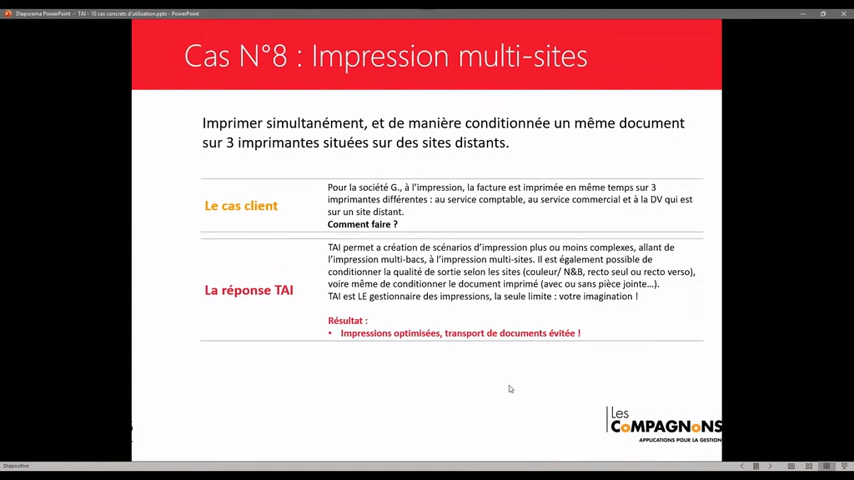 Diaporama PowerPoint - TAI - 10 cas concrets d'utilisation.pptx - PowerPoint
Cas N°8 : Impression multi-sites
Imprimer simultanément, et de manière conditionnée un même document
sur 3 imprimantes situées sur des sites distants.
Le cas client
Pour la société G., à l'impression, la facture est imprimée en même temps sur 3
imprimantes différentes : au service comptable, au service commercial et à la DV qui est
sur un site distant.
Comment faire ?
La réponse TAI
TAI permet a création de scénarios d'impression plus ou moins complexes, allant de
l'impression multi-bacs, à l'impression multi-sites. Il est également possible de
conditionner la qualité de sortie selon les sites (couleur/ N&B, recto seul ou recto verso),
voire même de conditionner le document imprimé (avec ou sans pièce jointe...).
TAI est LE gestionnaire des impressions, la seule limite : votre imagination !
Résultat :
• Impressions optimisées, transport de documents évitée !
Les
CoMPAGNoNS
APPLICATIONS POUR LA GESTION
Diapositive